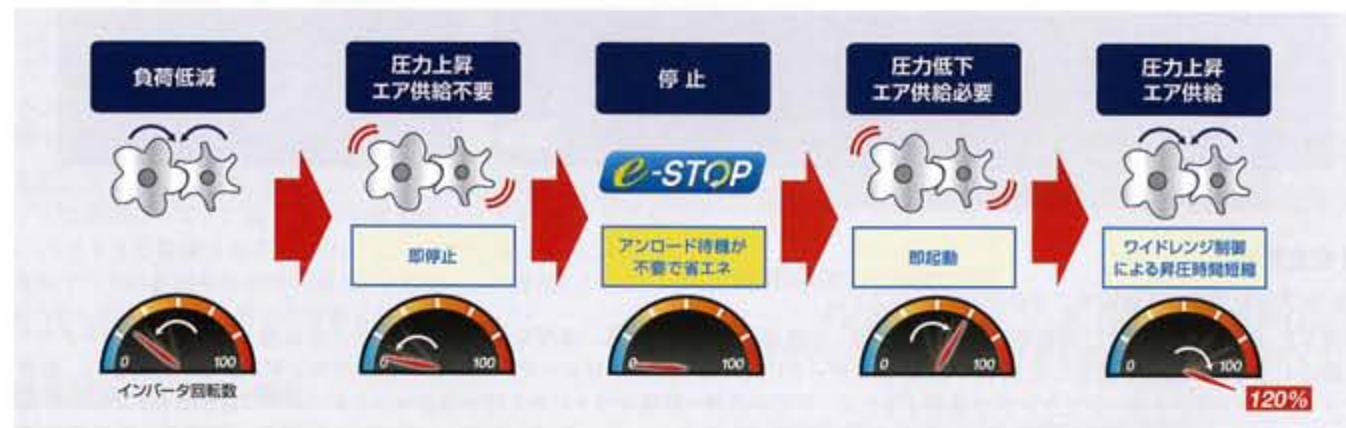 負荷低減
圧力上昇
エア供給不要
停止
圧力低下
エア供給必要
圧力上昇
エア供給
e-STOP
即停止
アンロード待機が
不要で省エネ
即起動
ワイドレンジ制御
による昇圧時間短縮
0 100
0 100
0 100
0 100
0 100
インバータ回転数
120%